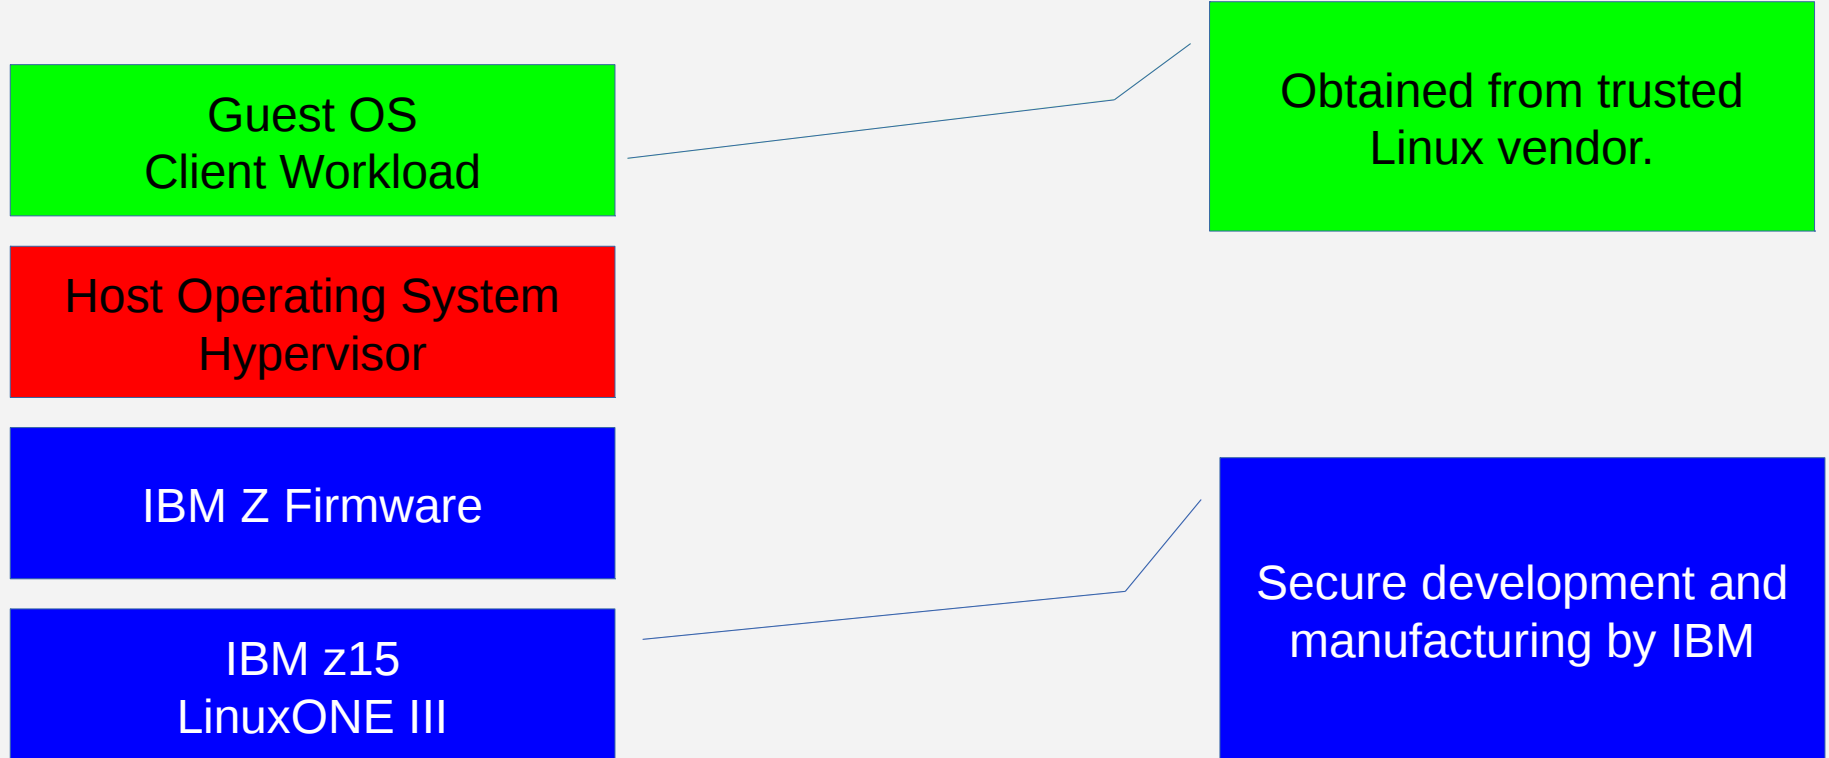 Guest OS
Client Workload
Obtained from trusted
Linux vendor.
Host Operating System
Hypervisor
IBM Z Firmware
IBM z15
LinuxONE III
Secure development and
manufacturing by IBM